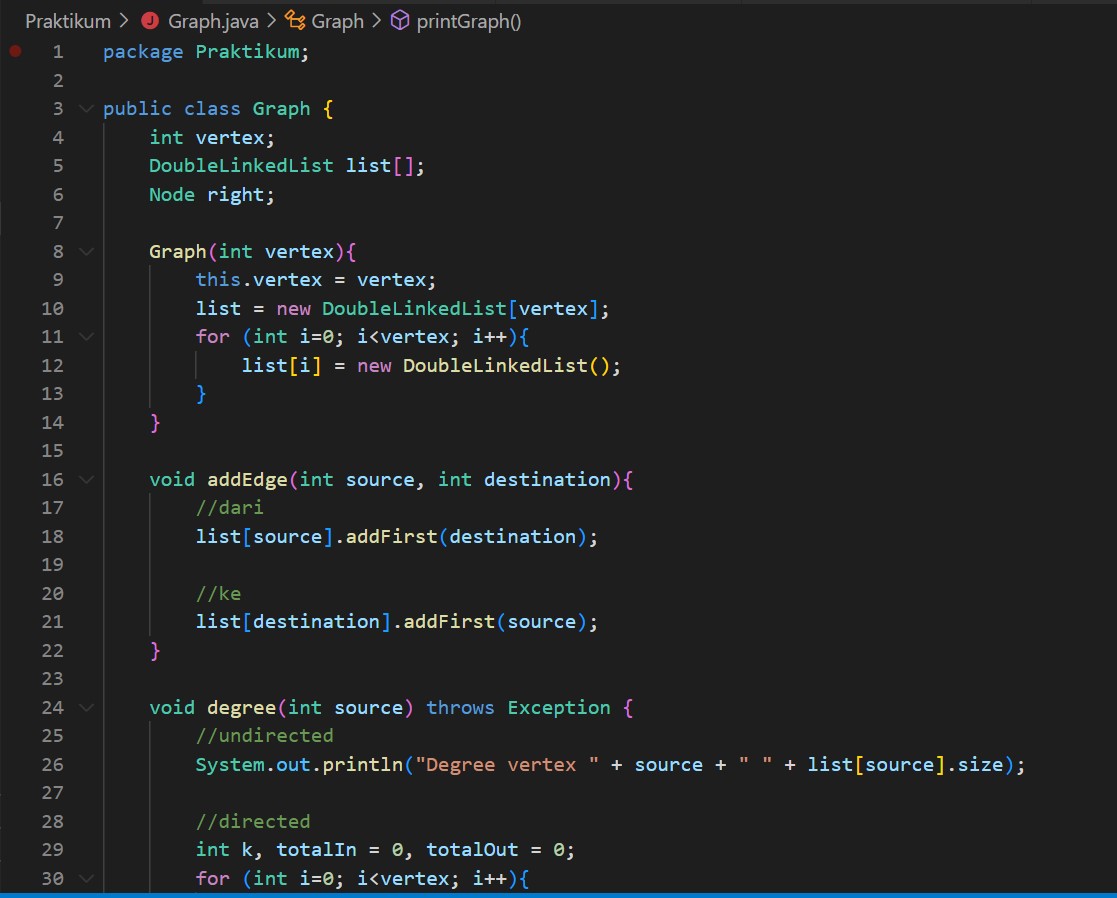 Praktikum > Graph.java > Graph > printGraph()
1 package Praktikum;
2
3 public class Graph {
4     int vertex;
5     DoubleLinkedList list[];
6     Node right;
7
8     Graph(int vertex){
9         this.vertex = vertex;
10         list = new DoubleLinkedList[vertex];
11         for (int i=0; i<vertex; i++){
12             list[i] = new DoubleLinkedList();
13         }
14     }
15
16     void addEdge(int source, int destination){
17         //dari
18         list[source].addFirst(destination);
19
20         //ke
21         list[destination].addFirst(source);
22     }
23
24     void degree(int source) throws Exception {
25         //undirected
26         System.out.println("Degree vertex " + source + " " + list[source].size);
27
28         //directed
29         int k, totalIn = 0, totalOut = 0;
30         for (int i=0; i<vertex; i++){